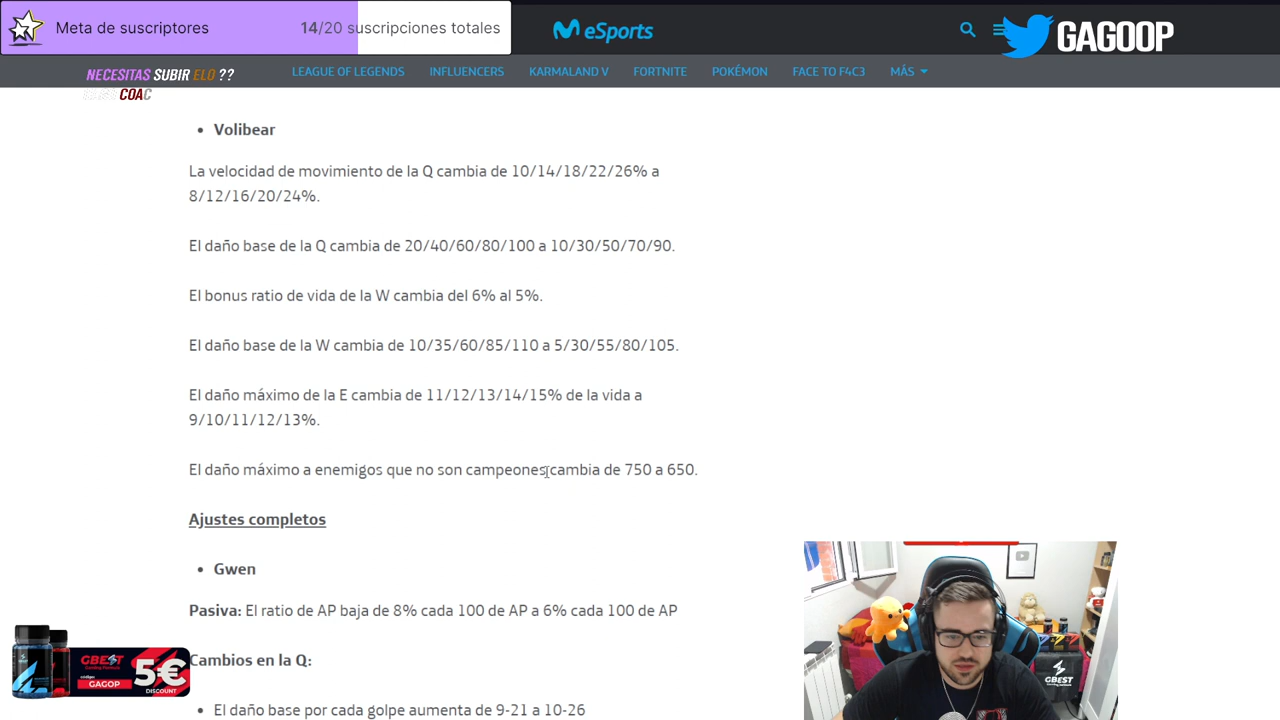 Meta de suscriptores 14/20 suscripciones totales
eSports
GAGOOP
NECESITAS SUBIR ELO ??
COAC
LEAGUE OF LEGENDS INFLUENCERS KARMALAND V FORTNITE POKÉMON FACE TO F4C3 MÁS
• Volibear
La velocidad de movimiento de la Q cambia de 10/14/18/22/26% a
8/12/16/20/24%.
El daño base de la Q cambia de 20/40/60/80/100 a 10/30/50/70/90.
El bonus ratio de vida de la W cambia del 6% al 5%.
El daño base de la W cambia de 10/35/60/85/110 a 5/30/55/80/105.
El daño máximo de la E cambia de 11/12/13/14/15% de la vida a
9/10/11/12/13%.
El daño máximo a enemigos que no son campeones cambia de 750 a 650.
Ajustes completos
• Gwen
Pasiva: El ratio de AP baja de 8% cada 100 de AP a 6% cada 100 de AP
Cambios en la Q:
• El daño base por cada golpe aumenta de 9-21 a 10-26
GBEST
GAGOP
5€
DISCOUNT
GBEST